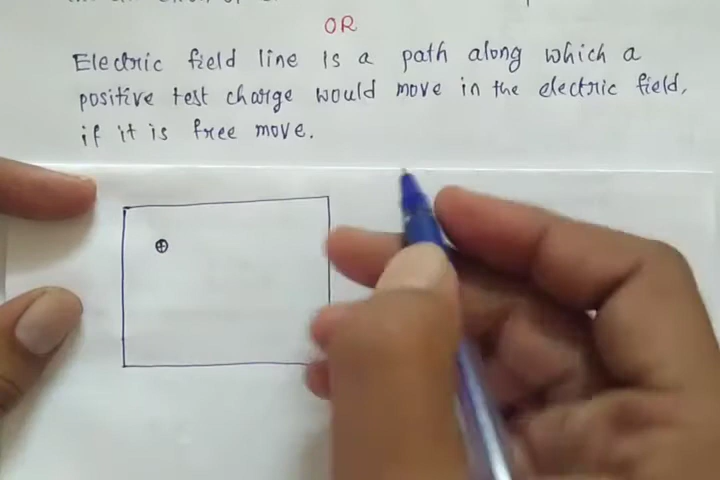 OR
Electric field line is a path along which a
positive test charge would move in the electric field,
if it is free move.
+